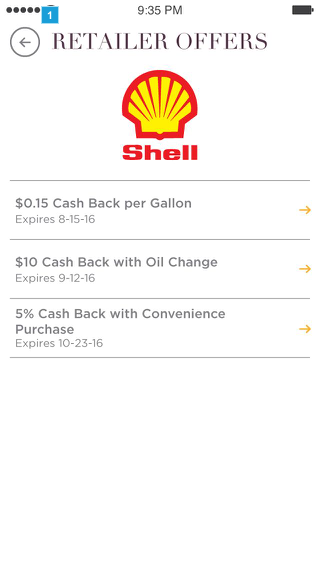 9:35 PM
1
RETAILER OFFERS
Shell
$0.15 Cash Back per Gallon
Expires 8-15-16
$10 Cash Back with Oil Change
Expires 9-12-16
5% Cash Back with Convenience
Purchase
Expires 10-23-16